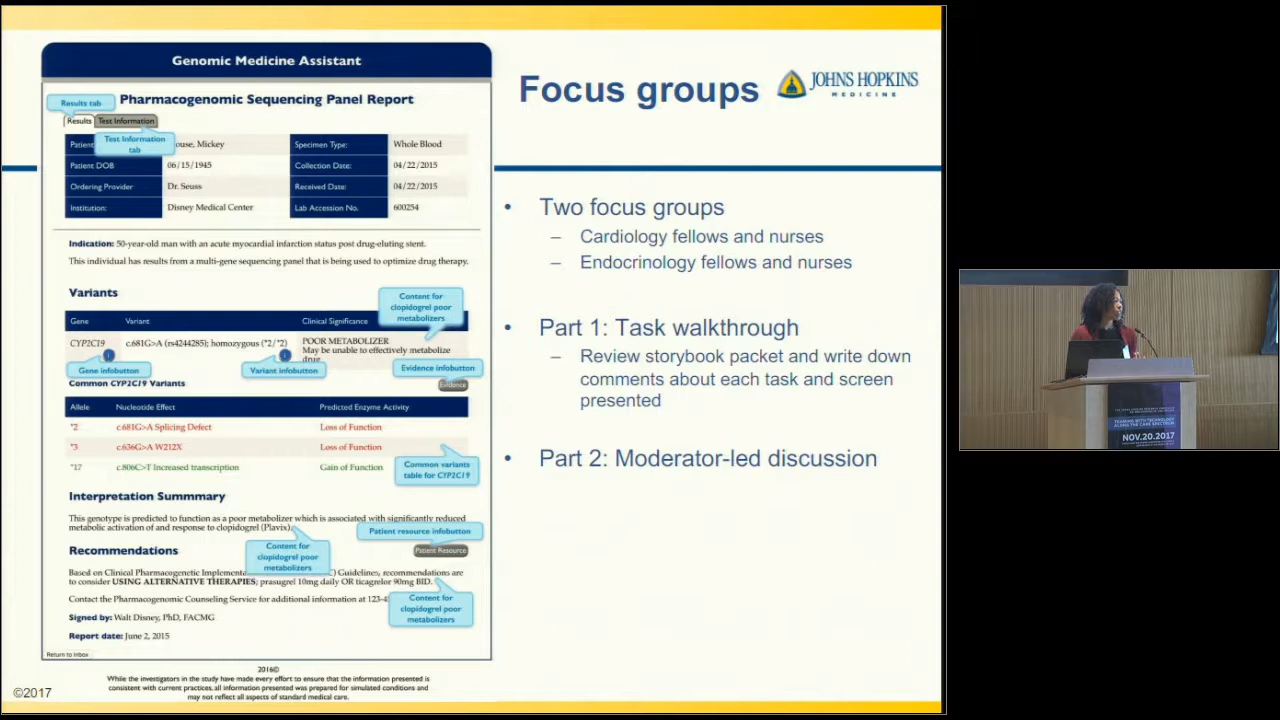 Genomic Medicine Assistant
Pharmacogenomic Sequencing Panel Report
Results tab
Results
Test Information
Test Information
tab
Patient
ouse, Mickey
Specimen Type:
Whole Blood
Patient DOB
06/15/1945
Collection Date:
04/22/2015
Ordering Provider
Dr. Seuss
Received Date:
04/22/2015
Institution:
Disney Medical Center
Lab Accession No.
600254
Indication: 50-year-old man with an acute myocardial infarction status post drug-eluting stent.
This individual has results from a multi-gene sequencing panel that is being used to optimize drug therapy.
Variants
Content for
clopidogrel poor
metabolizers
Gene
Variant
Clinical Significance
CYP2C19
c.681G>A (rs4244285); homozygous (*2/*2)
POOR METABOLIZER
May be unable to effectively metabolize
drug
Gene infobutton
Variant infobutton
Evidence infobutton
Evidence
Common CYP2C19 Variants
Allele
Nucleotide Effect
Predicted Enzyme Activity
*2
c.681G>A Splicing Defect
Loss of Function
*3
c.636G>A W212X
Loss of Function
*17
c.806C>T Increased transcription
Gain of Function
Common variants
table for CYP2C19
Interpretation Summmary
This genotype is predicted to function as a poor metabolizer which is associated with significantly reduced
metabolic activation of and response to clopidogrel (Plavix).
Patient resource infobutton
Patient Resource
Content for
clopidogrel poor
metabolizers
Recommendations
Based on Clinical Pharmacogenetic Implementa C) Guidelines, recommendations are
to consider USING ALTERNATIVE THERAPIES; prasugrel 10mg daily OR ticagrelor 90mg BID.
Contact the Pharmacogenomic Counseling Service for additional information at 123-4
Content for
clopidogrel poor
metabolizers
Signed by: Walt Disney, PhD, FACMG
Report date: June 2, 2015
Return to Inbox
2016©
While the investigators in the study have made every effort to ensure that the information presented is
consistent with current practices, all information presented was prepared for simulated conditions and
may not reflect all aspects of standard medical care.
©2017
Focus groups
JOHNS HOPKINS
MEDICINE
• Two focus groups
– Cardiology fellows and nurses
– Endocrinology fellows and nurses
• Part 1: Task walkthrough
– Review storybook packet and write down
comments about each task and screen
presented
• Part 2: Moderator-led discussion
TEAMING WITH TECHNOLOGY
ALONG THE CARE SPECTRUM
NOV.20.2017